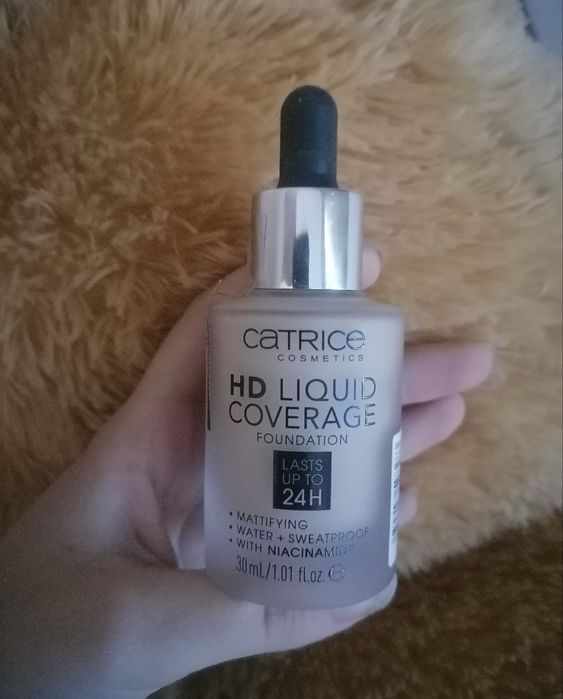 CATRICE
COSMETICS
HD LIQUID
COVERAGE
FOUNDATION
LASTS
UP TO
24H
• MATTIFYING
• WATER + SWEATPROOF
• WITH NIACINAMIDE
30 mL/1.01 fl.oz. ℮